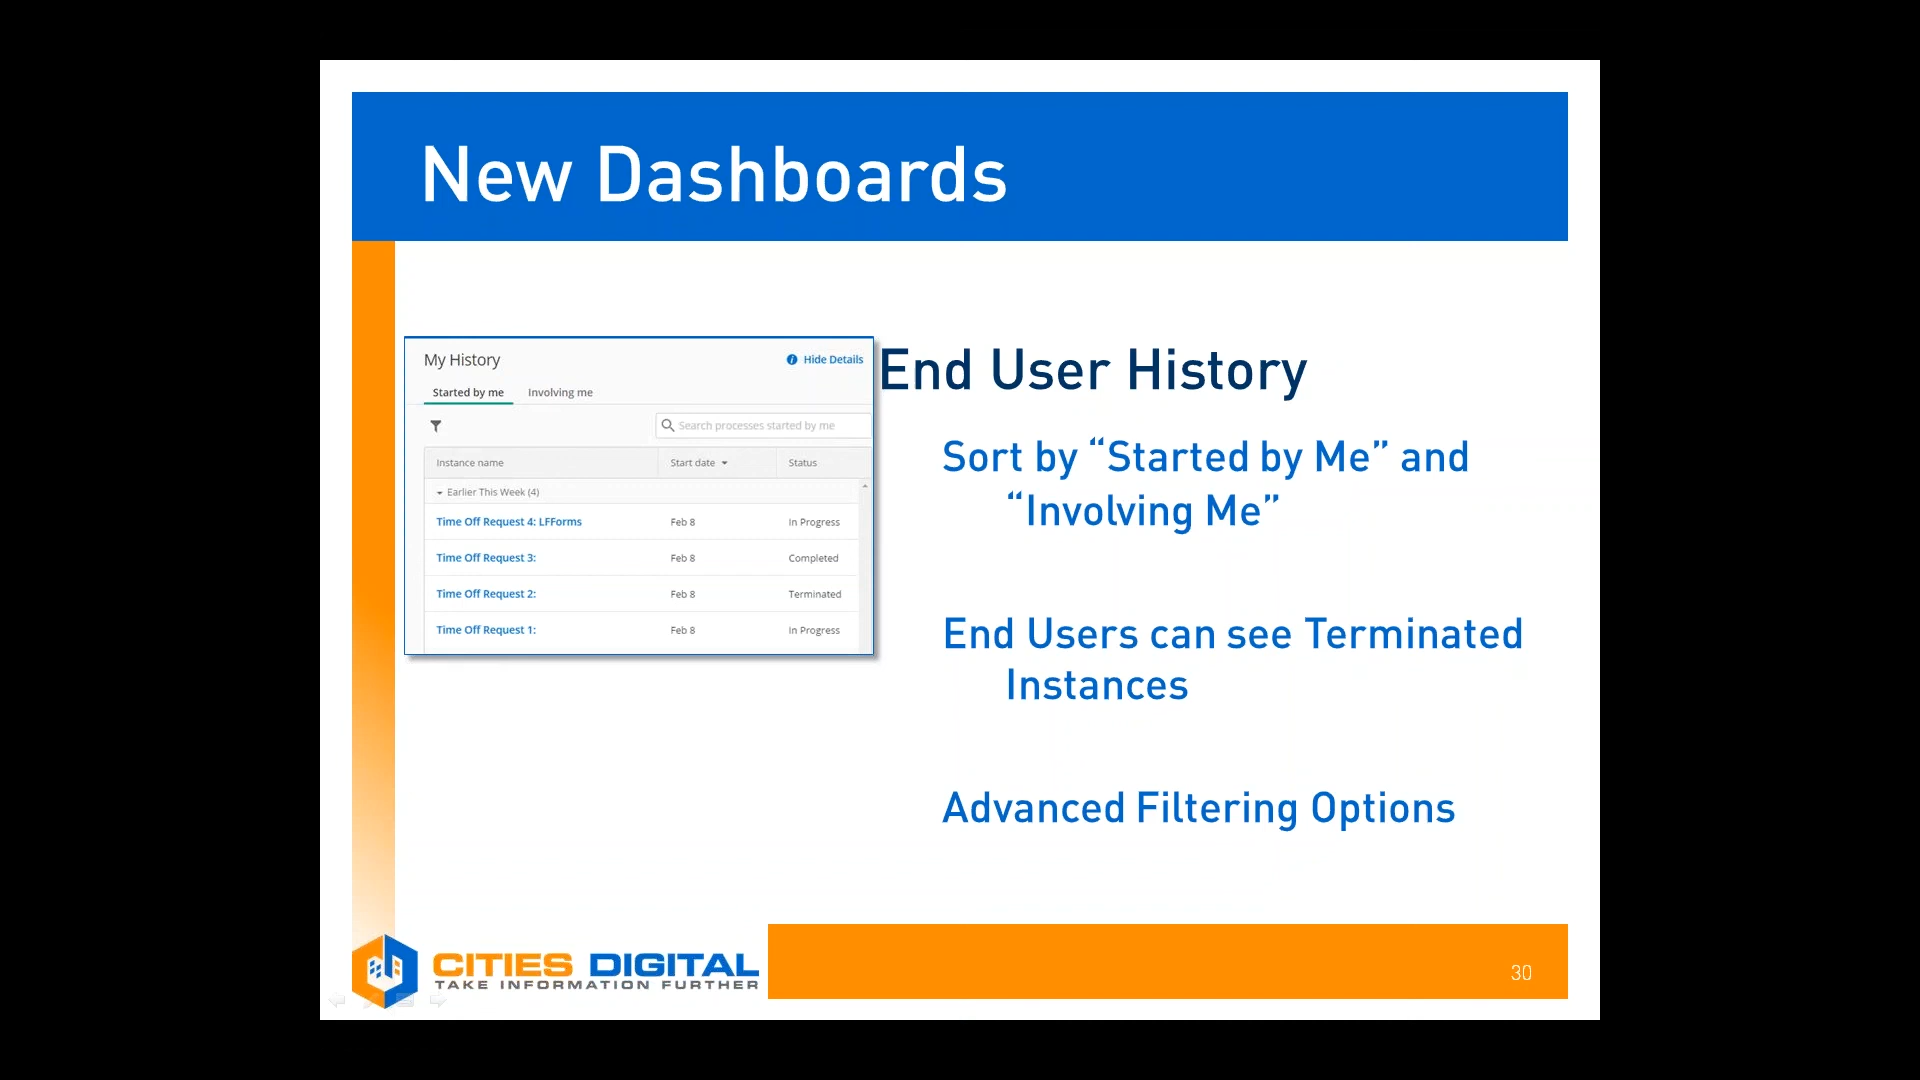 New Dashboards
My History
Hide Details
Started by me
Involving me
Search processes started by me
Instance name
Start date
Status
Earlier This Week (4)
Time Off Request 4: LFForms
Feb 8
In Progress
Time Off Request 3:
Feb 8
Completed
Time Off Request 2:
Feb 8
Terminated
Time Off Request 1:
Feb 8
In Progress
End User History
Sort by “Started by Me” and
“Involving Me”
End Users can see Terminated
Instances
Advanced Filtering Options
CITIES DIGITAL
TAKE INFORMATION FURTHER
30